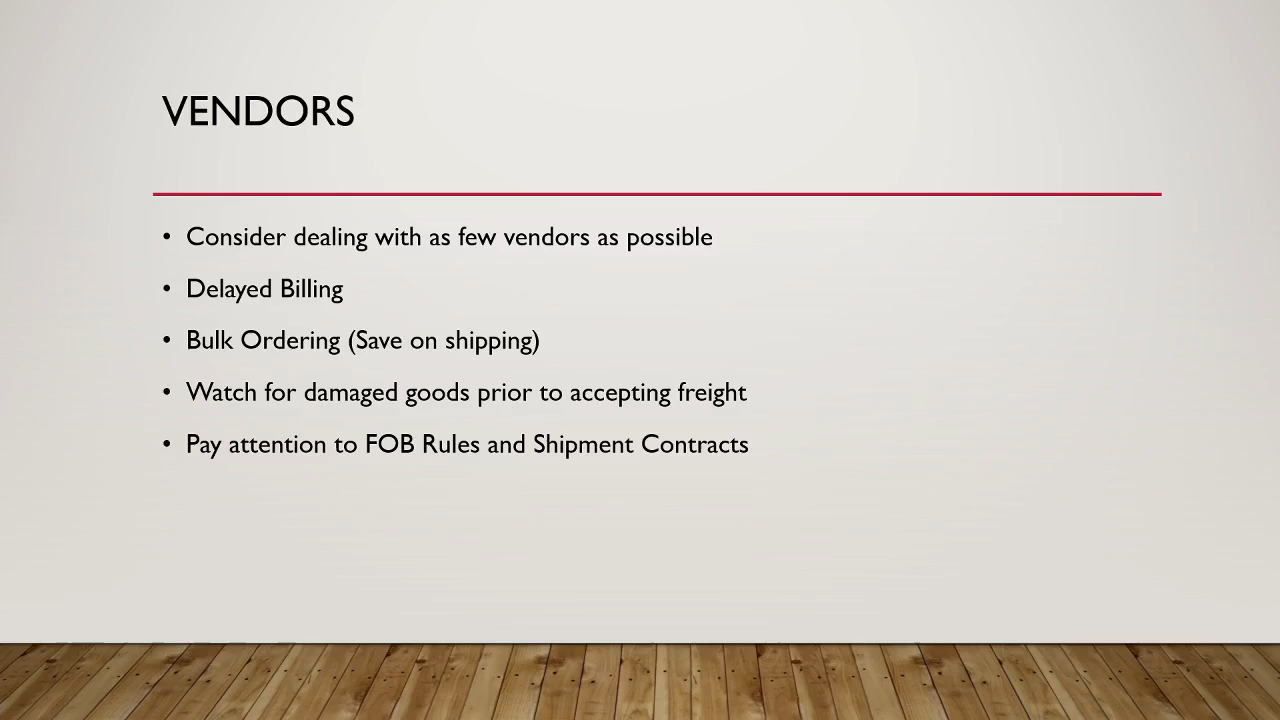 VENDORS
• Consider dealing with as few vendors as possible
• Delayed Billing
• Bulk Ordering (Save on shipping)
• Watch for damaged goods prior to accepting freight
• Pay attention to FOB Rules and Shipment Contracts